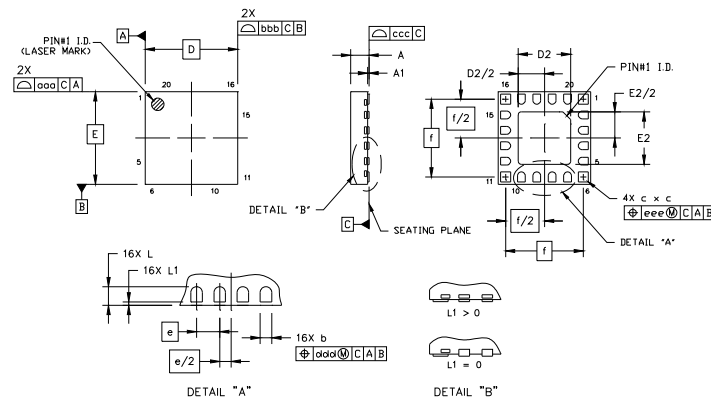 2X
⌓ bbb C B
A
D
PIN#1 I.D.
(LASER MARK)
2X
⌓ aaa C A
1
20
16
15
E
5
6
10
11
B
⌓ ccc C
A
A1
DETAIL "B"
C
SEATING PLANE
D2
D2/2
PIN#1 I.D.
16
20
1
15
E2/2
f/2
f
E2
5
11
10
6
4X c x c
⌖ eee Ⓜ C A B
f/2
DETAIL "A"
f
16X L
16X L1
e
e/2
16X b
⌖ ddd Ⓜ C A B
DETAIL "A"
L1 > 0
L1 = 0
DETAIL "B"